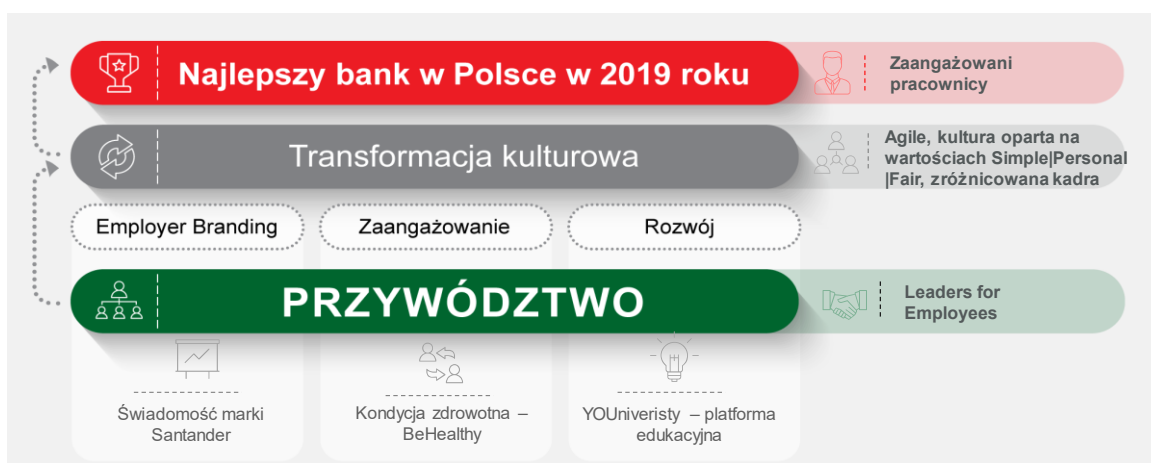 Najlepszy bank w Polsce w 2019 roku
Zaangażowani
pracownicy
Transformacja kulturowa
Agile, kultura oparta na
wartościach Simple|Personal
|Fair, zróżnicowana kadra
Employer Branding
Zaangażowanie
Rozwój
PRZYWÓDZTWO
Leaders for
Employees
Świadomość marki
Santander
Kondycja zdrowotna –
BeHealthy
YOUniveristy – platforma
edukacyjna